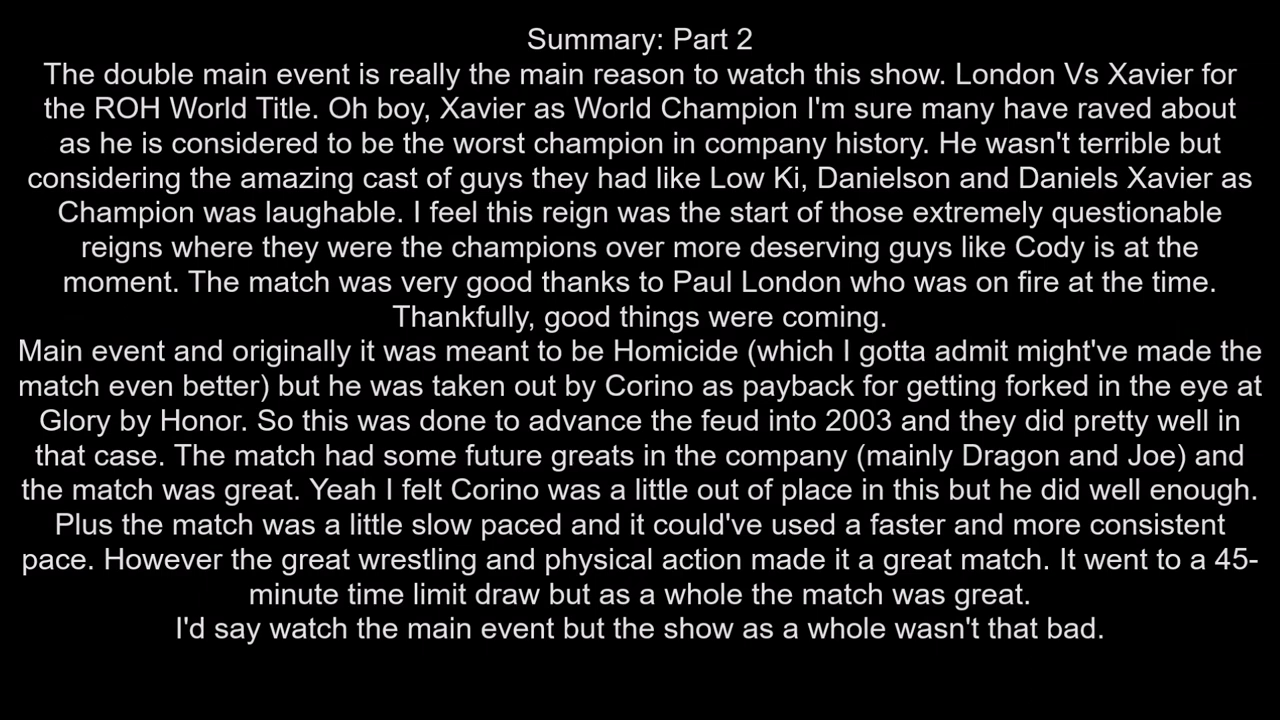 Summary: Part 2
The double main event is really the main reason to watch this show. London Vs Xavier for
the ROH World Title. Oh boy, Xavier as World Champion I'm sure many have raved about
as he is considered to be the worst champion in company history. He wasn't terrible but
considering the amazing cast of guys they had like Low Ki, Danielson and Daniels Xavier as
Champion was laughable. I feel this reign was the start of those extremely questionable
reigns where they were the champions over more deserving guys like Cody is at the
moment. The match was very good thanks to Paul London who was on fire at the time.
Thankfully, good things were coming.
Main event and originally it was meant to be Homicide (which I gotta admit might've made the
match even better) but he was taken out by Corino as payback for getting forked in the eye at
Glory by Honor. So this was done to advance the feud into 2003 and they did pretty well in
that case. The match had some future greats in the company (mainly Dragon and Joe) and
the match was great. Yeah I felt Corino was a little out of place in this but he did well enough.
Plus the match was a little slow paced and it could've used a faster and more consistent
pace. However the great wrestling and physical action made it a great match. It went to a 45-
minute time limit draw but as a whole the match was great.
I'd say watch the main event but the show as a whole wasn't that bad.